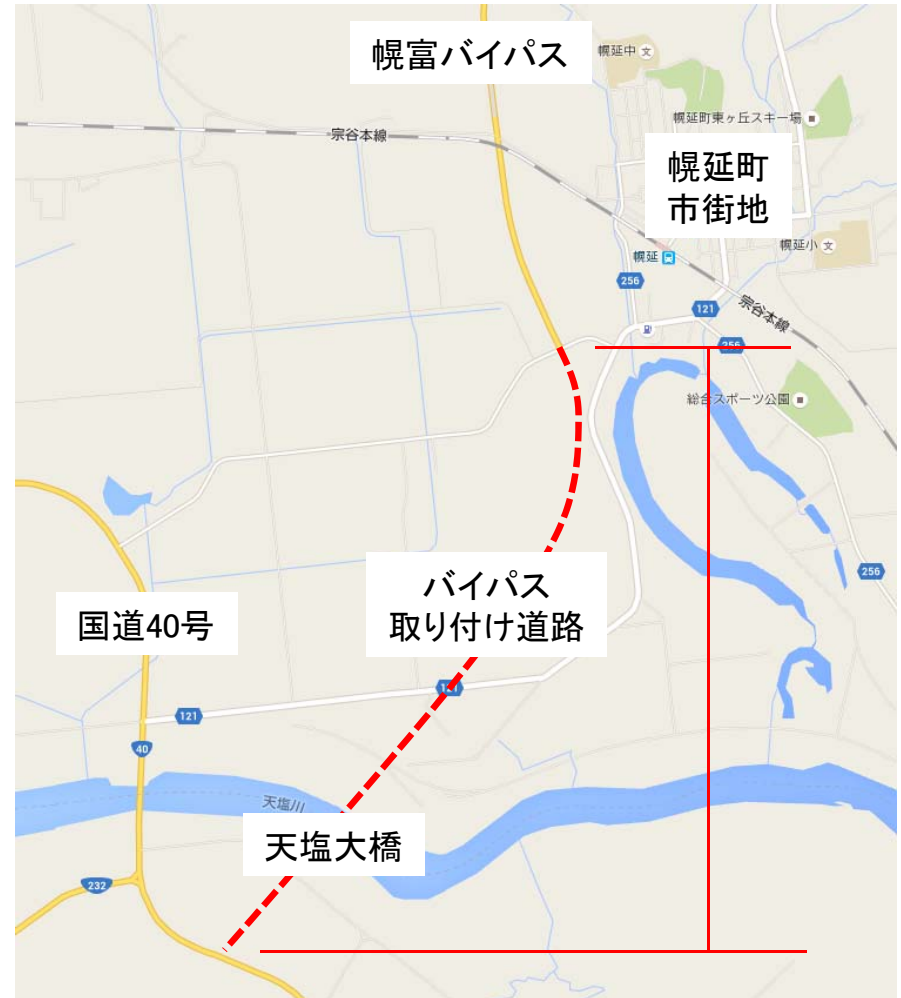 幌富バイパス
幌延中
幌延町東ヶ丘スキー場
宗谷本線
幌延町
市街地
幌延小
幌延
256
121
宗谷本線
256
総合スポーツ公園
256
バイパス
取り付け道路
国道40号
121
121
40
天塩川
天塩大橋
232